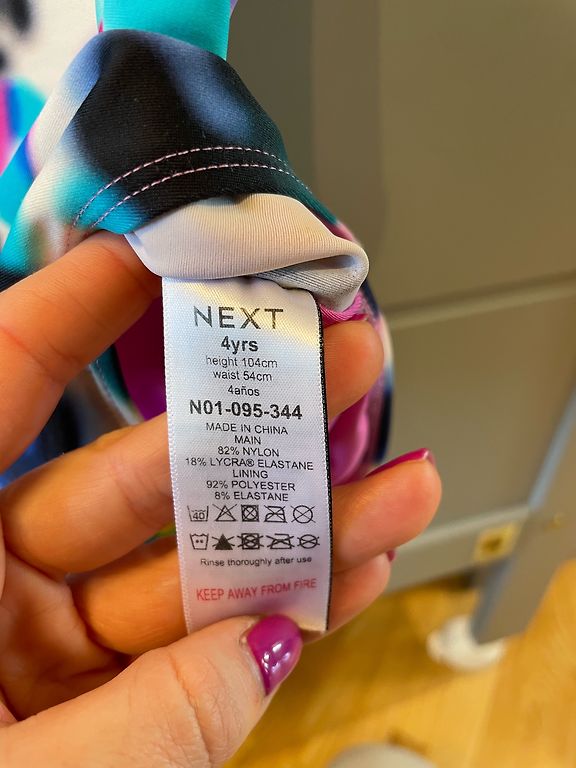 NEXT
4yrs
height 104cm
waist 54cm
4años
N01-095-344
MADE IN CHINA
MAIN
82% NYLON
18% LYCRA® ELASTANE
LINING
92% POLYESTER
8% ELASTANE
40
Rinse thoroughly after use
KEEP AWAY FROM FIRE